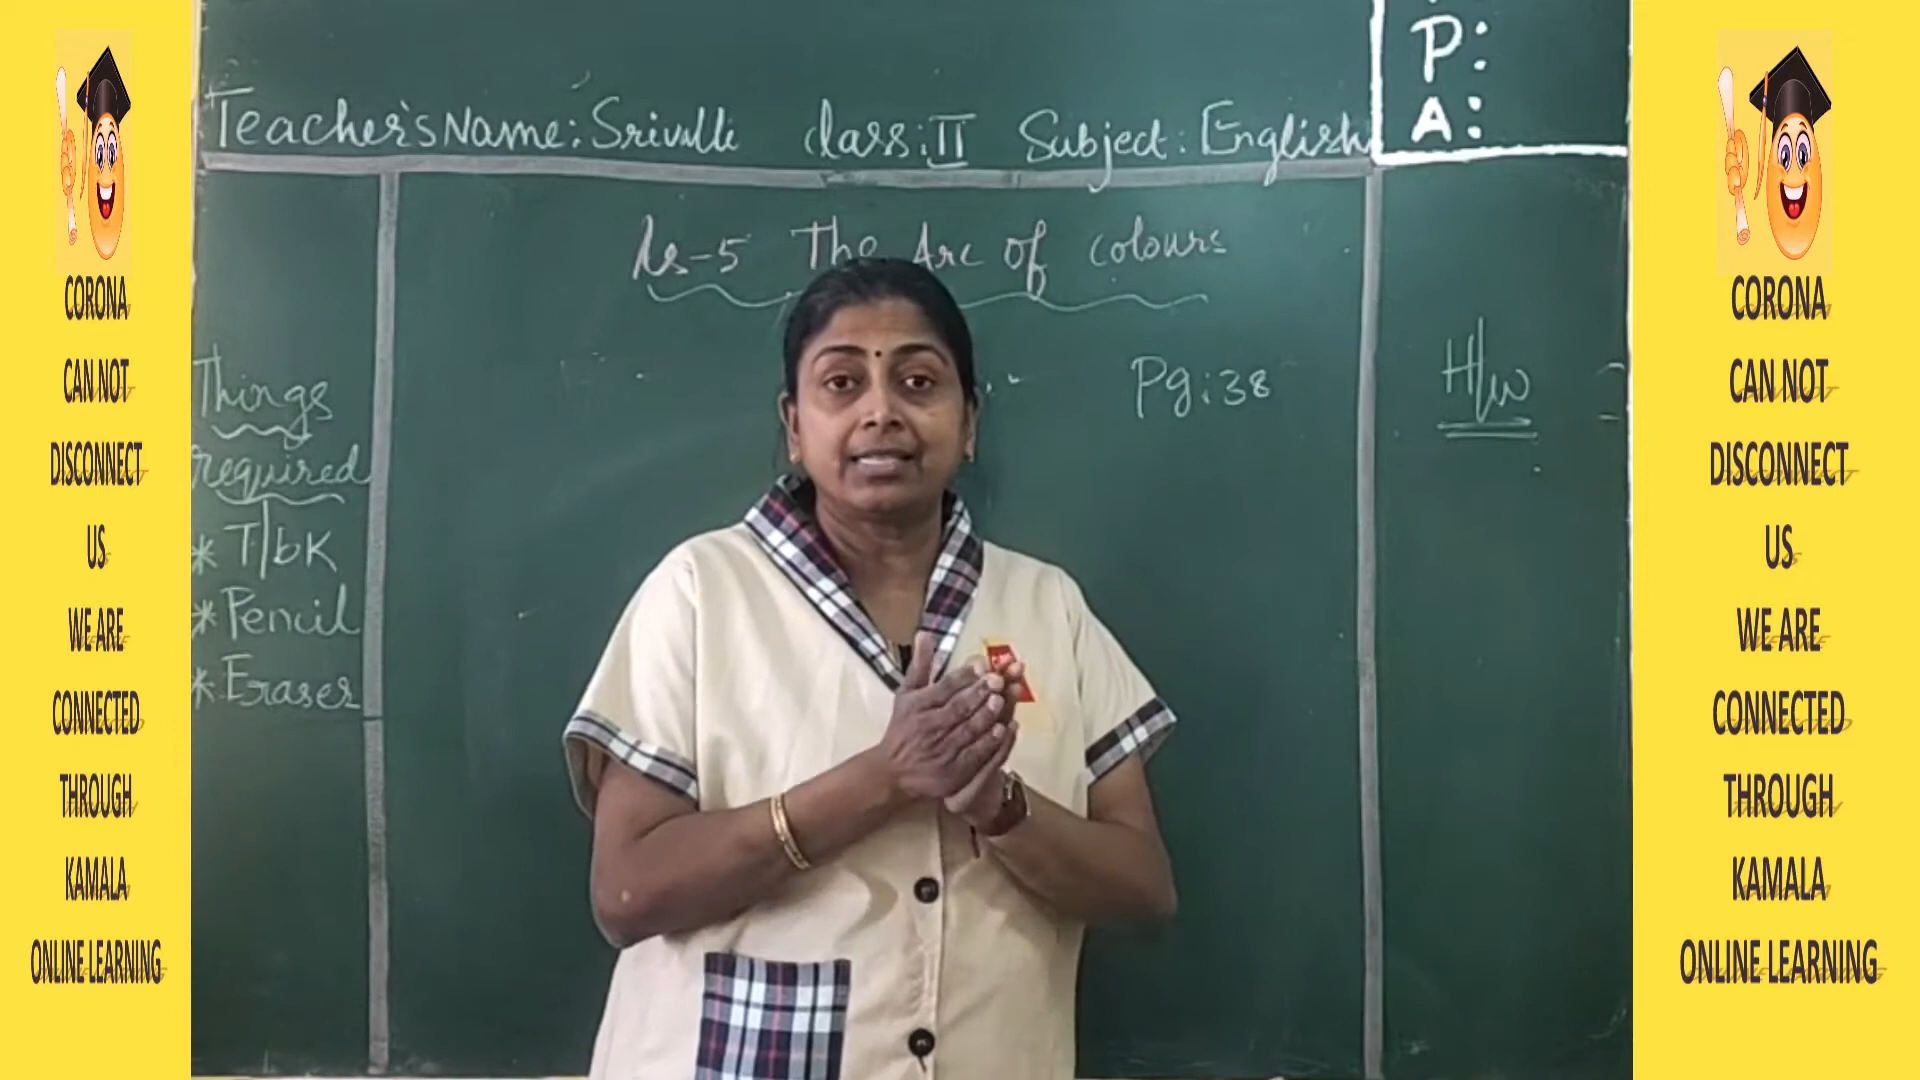 CORONA
CAN NOT
DISCONNECT
US
WE ARE
CONNECTED
THROUGH
KAMALA
ONLINE LEARNING
P:
A:
Teacher's Name: Srivalli Class: II Subject: English
Ls-5 The Arc of colours
Pg: 38
Things
required
* T/bk
* Pencil
* Eraser
H/w
CORONA
CAN NOT
DISCONNECT
US
WE ARE
CONNECTED
THROUGH
KAMALA
ONLINE LEARNING